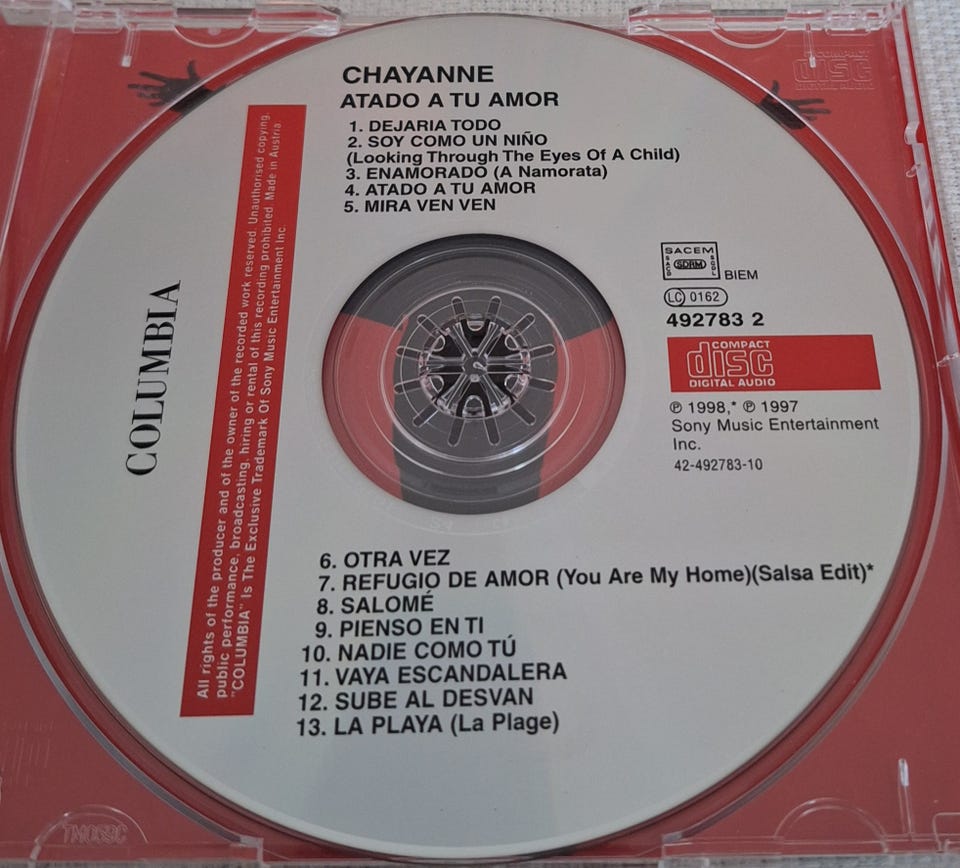 CHAYANNE
ATADO A TU AMOR
1. DEJARIA TODO
2. SOY COMO UN NIÑO
(Looking Through The Eyes Of A Child)
3. ENAMORADO (A Namorata)
4. ATADO A TU AMOR
5. MIRA VEN VEN
COMPACT
disc
DIGITAL AUDIO
COLUMBIA
All rights of the producer and of the owner of the recorded work reserved. Unauthorised copying,
public performance, broadcasting, hiring or rental of this recording prohibited. Made in Austria.
"COLUMBIA" Is The Exclusive Trademark Of Sony Music Entertainment Inc.
SACEM
SACD
SDRM
SGDL
BIEM
LC 0162
492783 2
COMPACT
disc
DIGITAL AUDIO
℗ 1998,* ℗ 1997
Sony Music Entertainment
Inc.
42-492783-10
6. OTRA VEZ
7. REFUGIO DE AMOR (You Are My Home)(Salsa Edit)*
8. SALOMÉ
9. PIENSO EN TI
10. NADIE COMO TÚ
11. VAYA ESCANDALERA
12. SUBE AL DESVAN
13. LA PLAYA (La Plage)